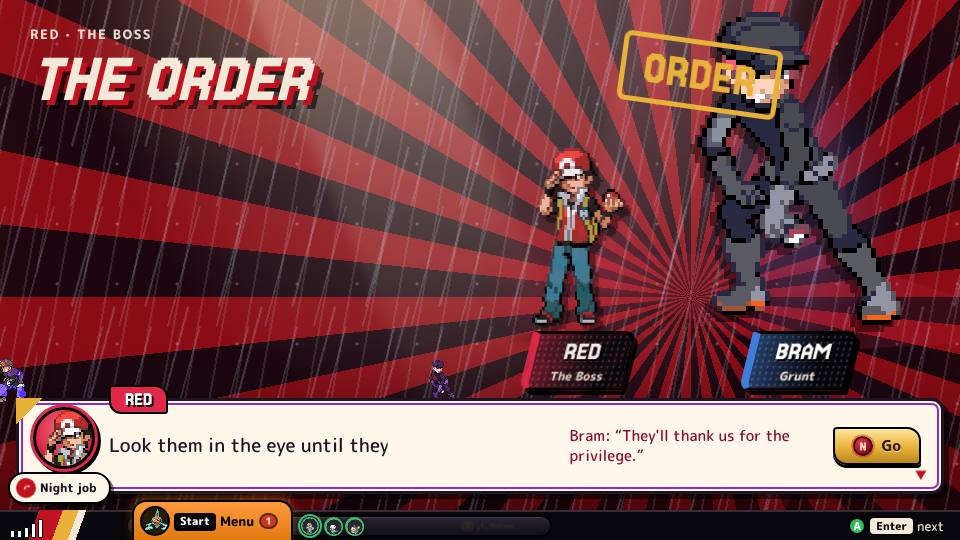 RED · THE BOSS
THE ORDER
ORDER
RED
The Boss
BRAM
Grunt
RED
Look them in the eye until they
Bram: “They'll thank us for the
privilege.”
N Go
Night job
Start Menu 1
A Enter next